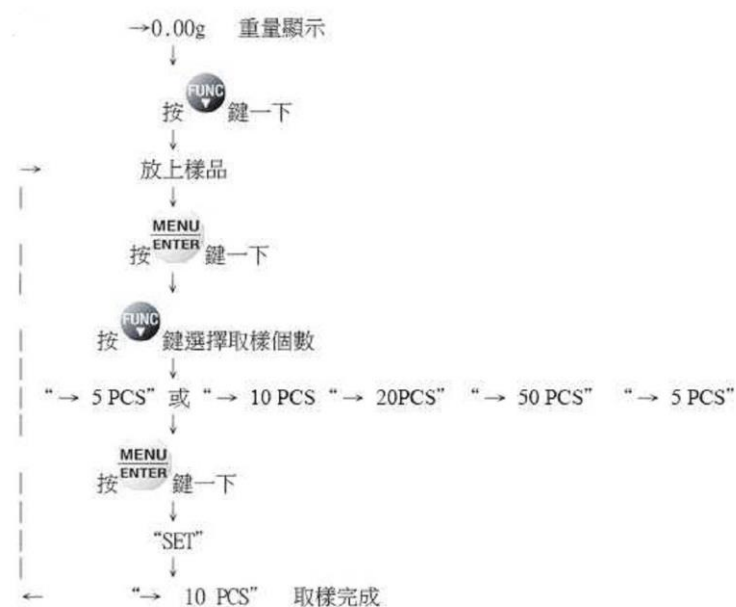 →0.00g 重量顯示
↓
按 FUNC ▼ 鍵一下
↓
→ 放上樣品
↓
按 MENU/ENTER 鍵一下
↓
按 FUNC ▼ 鍵選擇取樣個數
↓
“→ 5 PCS” 或 “→ 10 PCS “→ 20PCS” “→ 50 PCS” “→ 5 PCS”
↓
按 MENU/ENTER 鍵一下
↓
“SET”
↓
← “→ 10 PCS” 取樣完成